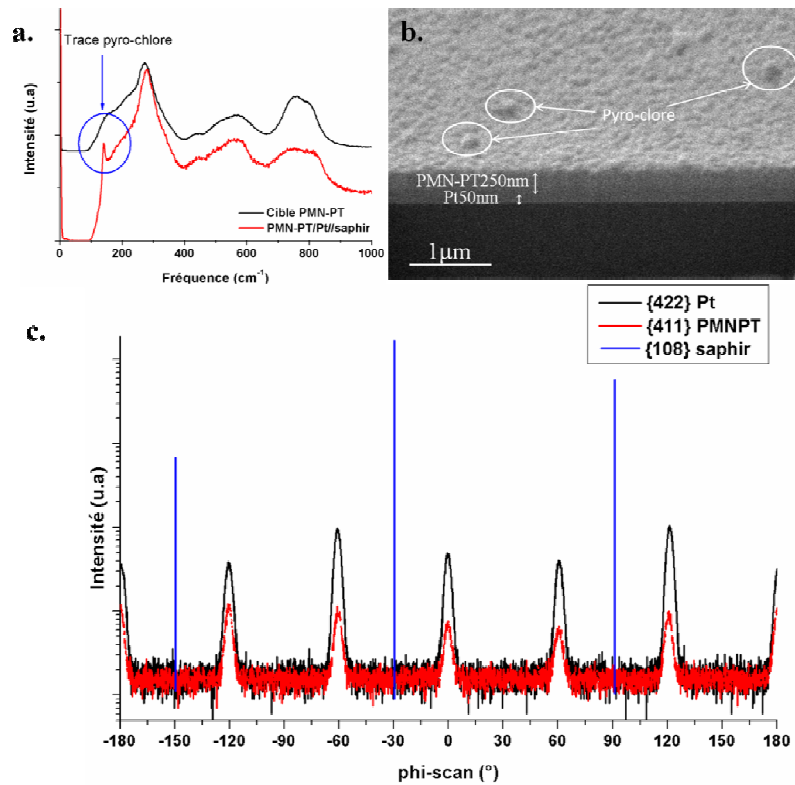 a.
Trace pyro-chlore
Intensité (u.a)
Cible PMN-PT
PMN-PT/Pt//saphir
0 200 400 600 800 1000
Fréquence (cm⁻¹)
b.
Pyro-clore
PMN-PT250nm
Pt50nm
1µm
c.
{422} Pt
{411} PMNPT
{108} saphir
Intensité (u.a)
-180 -150 -120 -90 -60 -30 0 30 60 90 120 150 180
phi-scan (°)